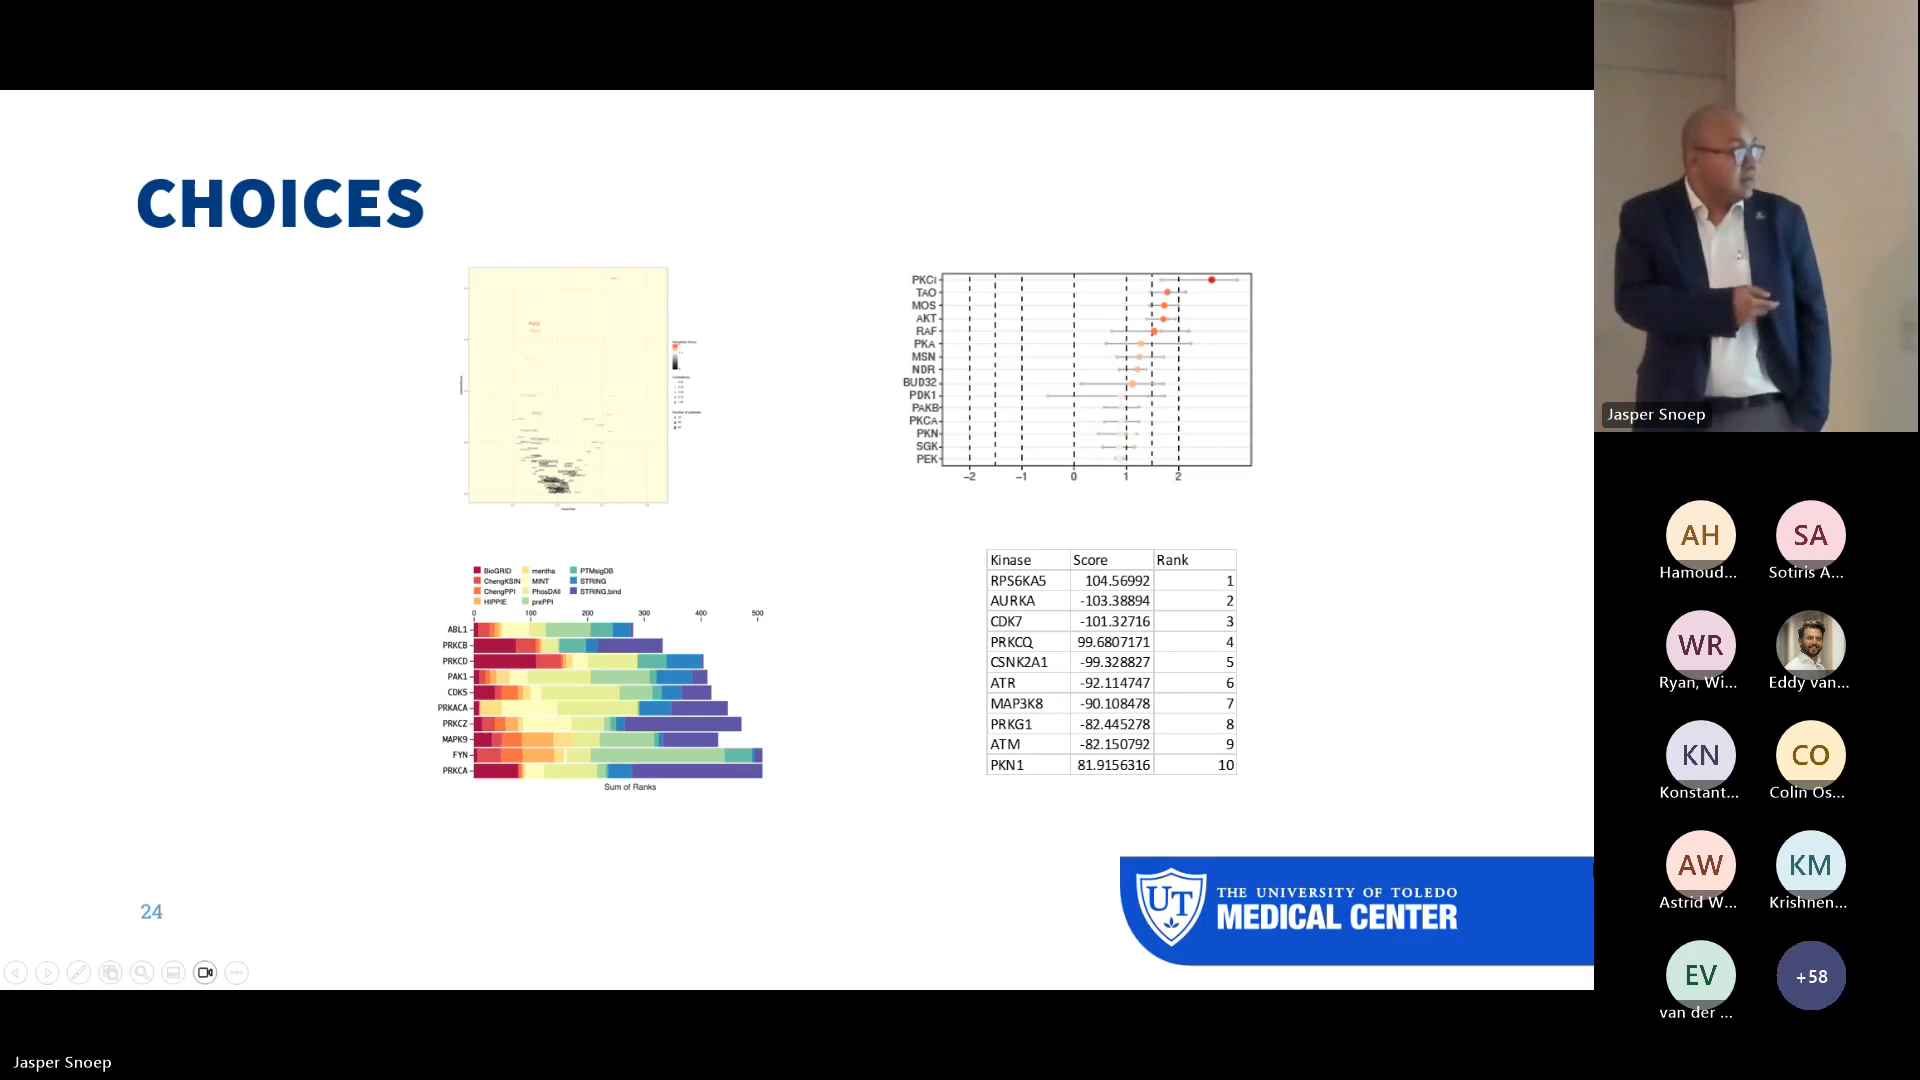 CHOICES
PKCι
TAO
MOS
AKT
RAF
PKA
MSN
NDR
BUD32
PDK1
PAKB
PKCA
PKN
SGK
PEK
−2 −1 0 1 2
BioGRID mentha PTMsigDB
ChengKSIN MINT STRING
ChengPPI PhosDAll STRING.bind
HIPPIE prePPI
0 100 200 300 400 500
ABL1
PRKCB
PRKCD
PAK1
CDK5
PRKACA
PRKCZ
MAPK9
FYN
PRKCA
Sum of Ranks
Kinase Score Rank
RPS6KA5 104.56992 1
AURKA -103.38894 2
CDK7 -101.32716 3
PRKCQ 99.6807171 4
CSNK2A1 -99.328827 5
ATR -92.114747 6
MAP3K8 -90.108478 7
PRKG1 -82.445278 8
ATM -82.150792 9
PKN1 81.9156316 10
24
UT
THE UNIVERSITY OF TOLEDO
MEDICAL CENTER
Jasper Snoep
Jasper Snoep
AH
Hamoud...
SA
Sotiris A...
WR
Ryan, Wi...
Eddy van...
KN
Konstant...
CO
Colin Os...
AW
Astrid W...
KM
Krishnen...
EV
van der ...
+58